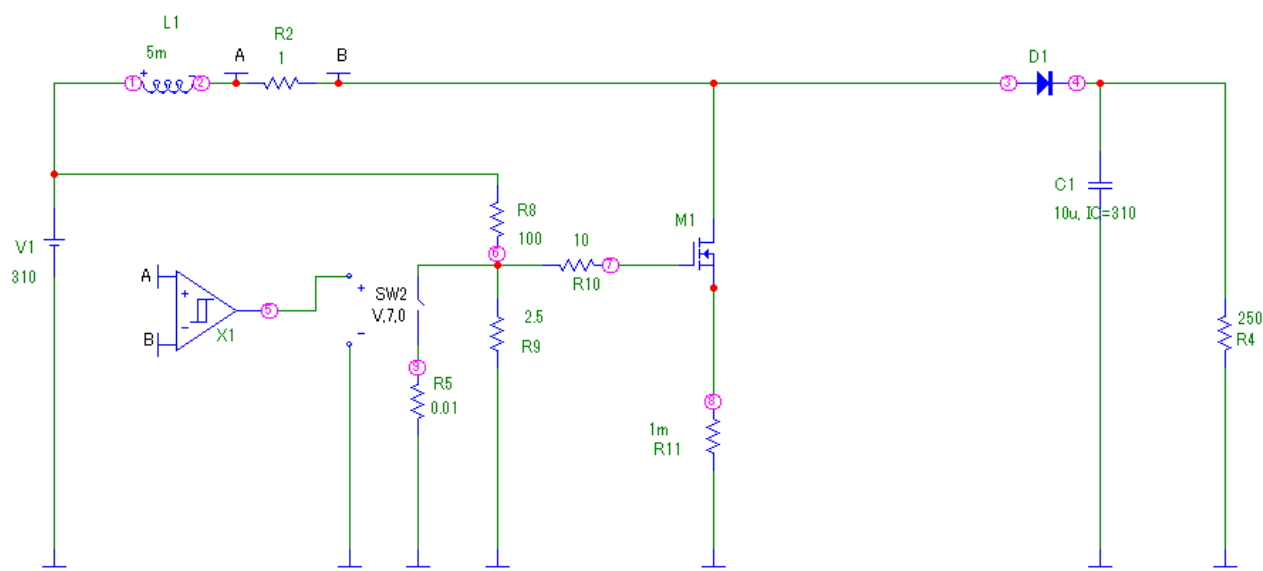 L1
5m
A
R2
1
B
D1
1
2
3
4
R8
100
6
C1
10u, IC=310
V1
310
A
+
-
B
X1
5
+
-
SW2
V,7,0
9
R5
0.01
2.5
R9
10
R10
7
M1
8
1m
R11
250
R4